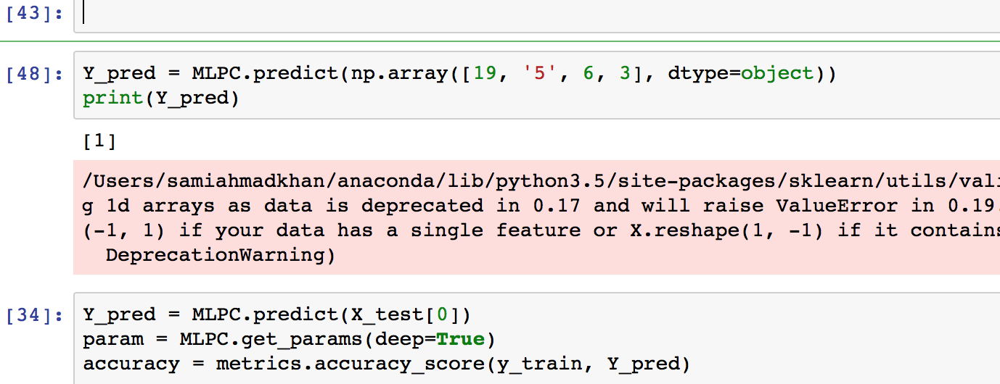 [43]:
[48]: Y_pred = MLPC.predict(np.array([19, '5', 6, 3], dtype=object))
print(Y_pred)
[1]
/Users/samiahmadkhan/anaconda/lib/python3.5/site-packages/sklearn/utils/vali
g 1d arrays as data is deprecated in 0.17 and will raise ValueError in 0.19.
(-1, 1) if your data has a single feature or X.reshape(1, -1) if it contains
DeprecationWarning)
[34]: Y_pred = MLPC.predict(X_test[0])
param = MLPC.get_params(deep=True)
accuracy = metrics.accuracy_score(y_train, Y_pred)